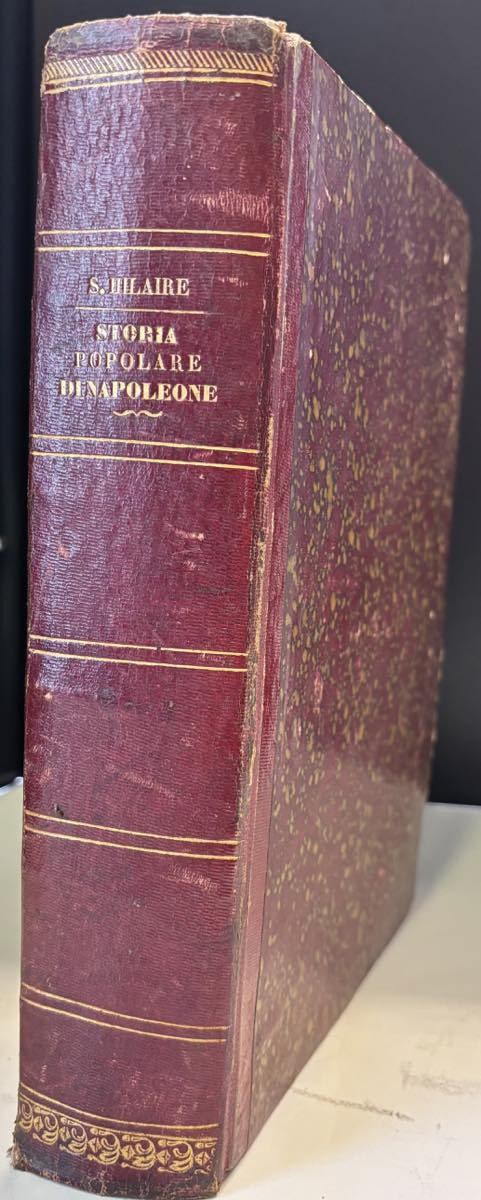 S. HILAIRE
STORIA
POPOLARE
DI NAPOLEONE